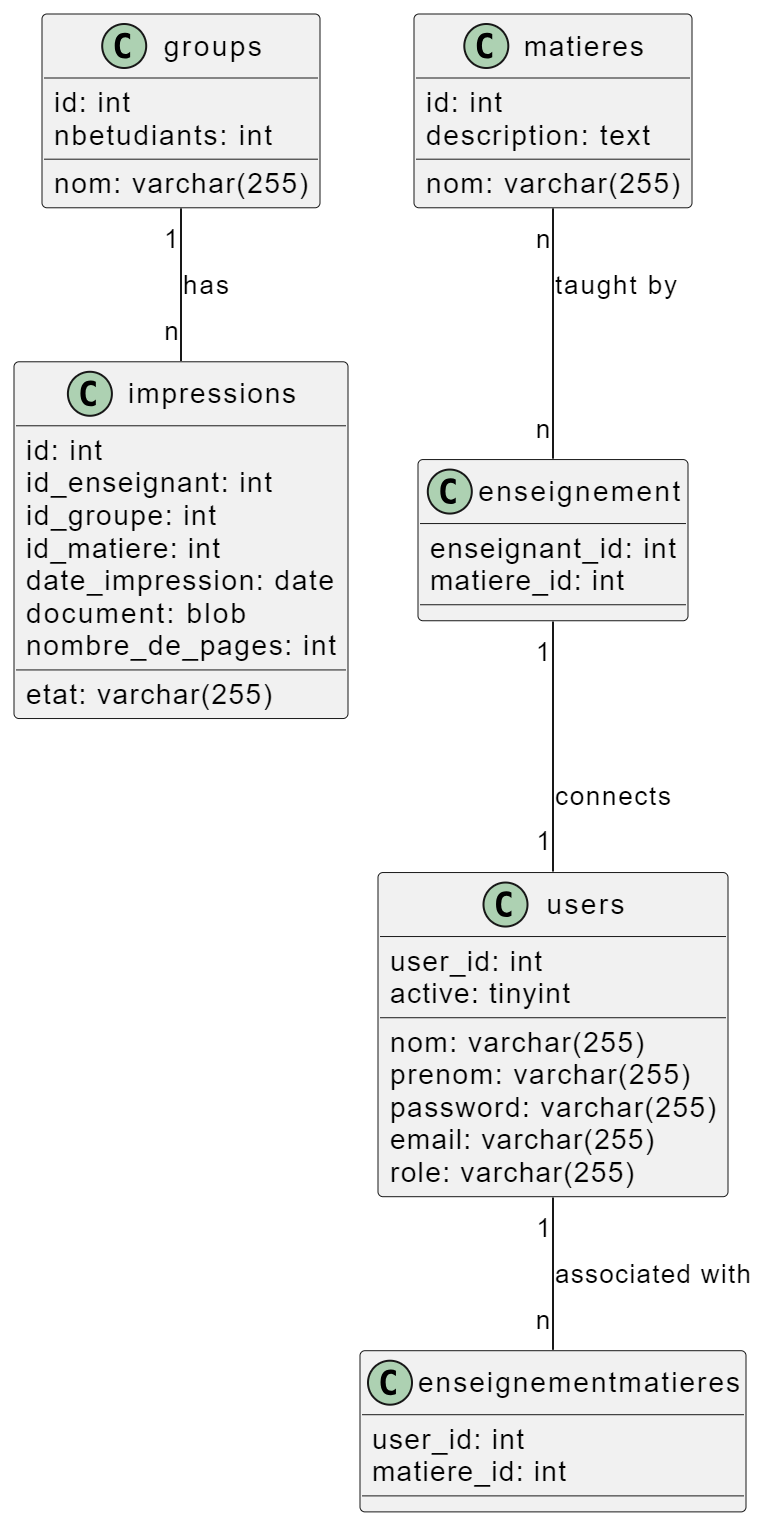 C groups
id: int
nbetudiants: int
nom: varchar(255)
1
has
n
C impressions
id: int
id_enseignant: int
id_groupe: int
id_matiere: int
date_impression: date
document: blob
nombre_de_pages: int
etat: varchar(255)
C matieres
id: int
description: text
nom: varchar(255)
n
taught by
n
C enseignement
enseignant_id: int
matiere_id: int
1
connects
1
C users
user_id: int
active: tinyint
nom: varchar(255)
prenom: varchar(255)
password: varchar(255)
email: varchar(255)
role: varchar(255)
1
associated with
n
C enseignementmatieres
user_id: int
matiere_id: int